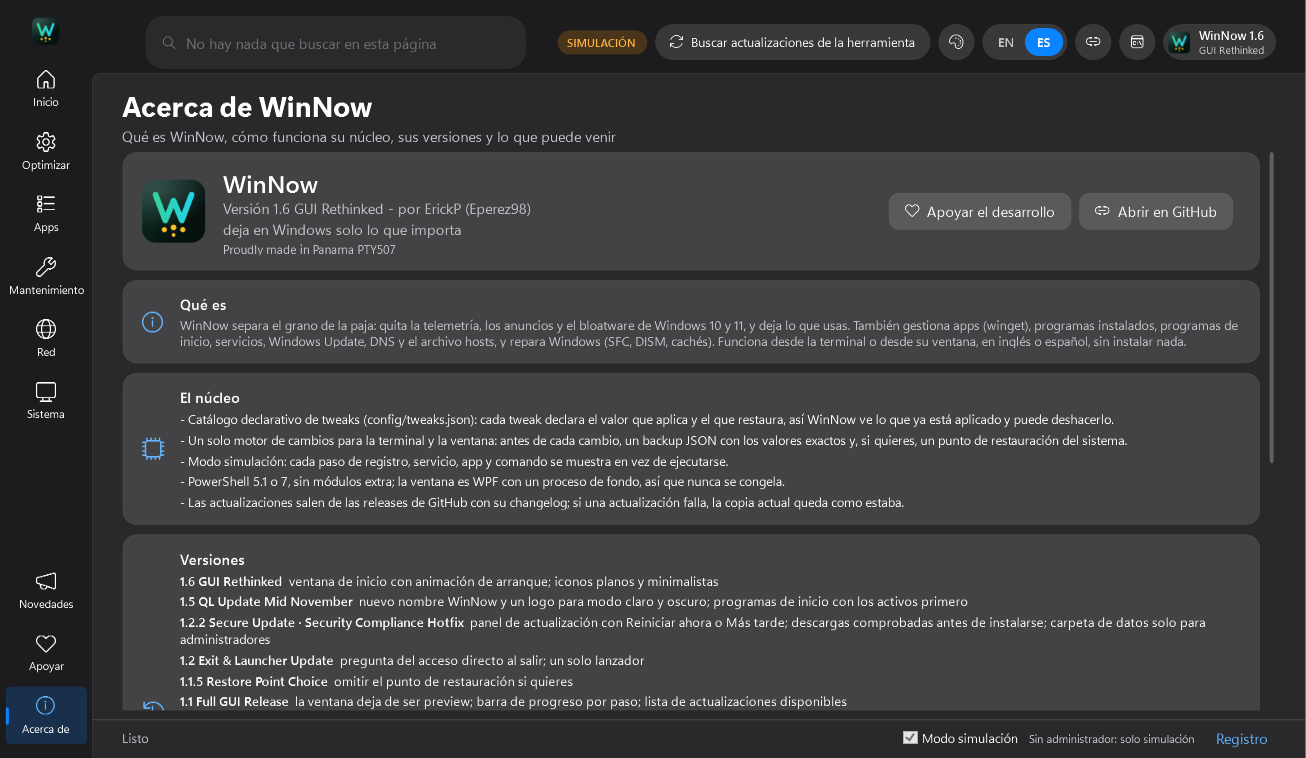 No hay nada que buscar en esta página
SIMULACIÓN
Buscar actualizaciones de la herramienta
EN
ES
WinNow 1.6
GUI Rethinked
Inicio
Optimizar
Apps
Mantenimiento
Red
Sistema
Novedades
Apoyar
Acerca de
Acerca de WinNow
Qué es WinNow, cómo funciona su núcleo, sus versiones y lo que puede venir
WinNow
Versión 1.6 GUI Rethinked - por ErickP (Eperez98)
deja en Windows solo lo que importa
Proudly made in Panama PTY507
Apoyar el desarrollo
Abrir en GitHub
Qué es
WinNow separa el grano de la paja: quita la telemetría, los anuncios y el bloatware de Windows 10 y 11, y deja lo que usas. También gestiona apps (winget), programas instalados, programas de
inicio, servicios, Windows Update, DNS y el archivo hosts, y repara Windows (SFC, DISM, cachés). Funciona desde la terminal o desde su ventana, en inglés o español, sin instalar nada.
El núcleo
- Catálogo declarativo de tweaks (config/tweaks.json): cada tweak declara el valor que aplica y el que restaura, así WinNow ve lo que ya está aplicado y puede deshacerlo.
- Un solo motor de cambios para la terminal y la ventana: antes de cada cambio, un backup JSON con los valores exactos y, si quieres, un punto de restauración del sistema.
- Modo simulación: cada paso de registro, servicio, app y comando se muestra en vez de ejecutarse.
- PowerShell 5.1 o 7, sin módulos extra; la ventana es WPF con un proceso de fondo, así que nunca se congela.
- Las actualizaciones salen de las releases de GitHub con su changelog; si una actualización falla, la copia actual queda como estaba.
Versiones
1.6 GUI Rethinked ventana de inicio con animación de arranque; iconos planos y minimalistas
1.5 QL Update Mid November nuevo nombre WinNow y un logo para modo claro y oscuro; programas de inicio con los activos primero
1.2.2 Secure Update · Security Compliance Hotfix panel de actualización con Reiniciar ahora o Más tarde; descargas comprobadas antes de instalarse; carpeta de datos solo para
administradores
1.2 Exit & Launcher Update pregunta del acceso directo al salir; un solo lanzador
1.1.5 Restore Point Choice omitir el punto de restauración si quieres
1.1 Full GUI Release la ventana deja de ser preview; barra de progreso por paso; lista de actualizaciones disponibles
Listo
Modo simulación
Sin administrador: solo simulación
Registro